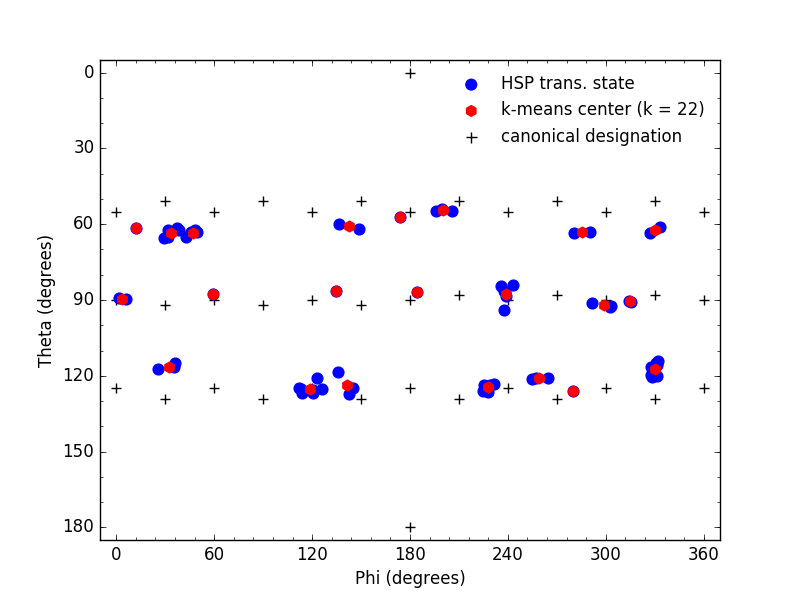 HSP trans. state
k-means center (k = 22)
canonical designation
0
30
60
90
120
150
180
Theta (degrees)
0
60
120
180
240
300
360
Phi (degrees)